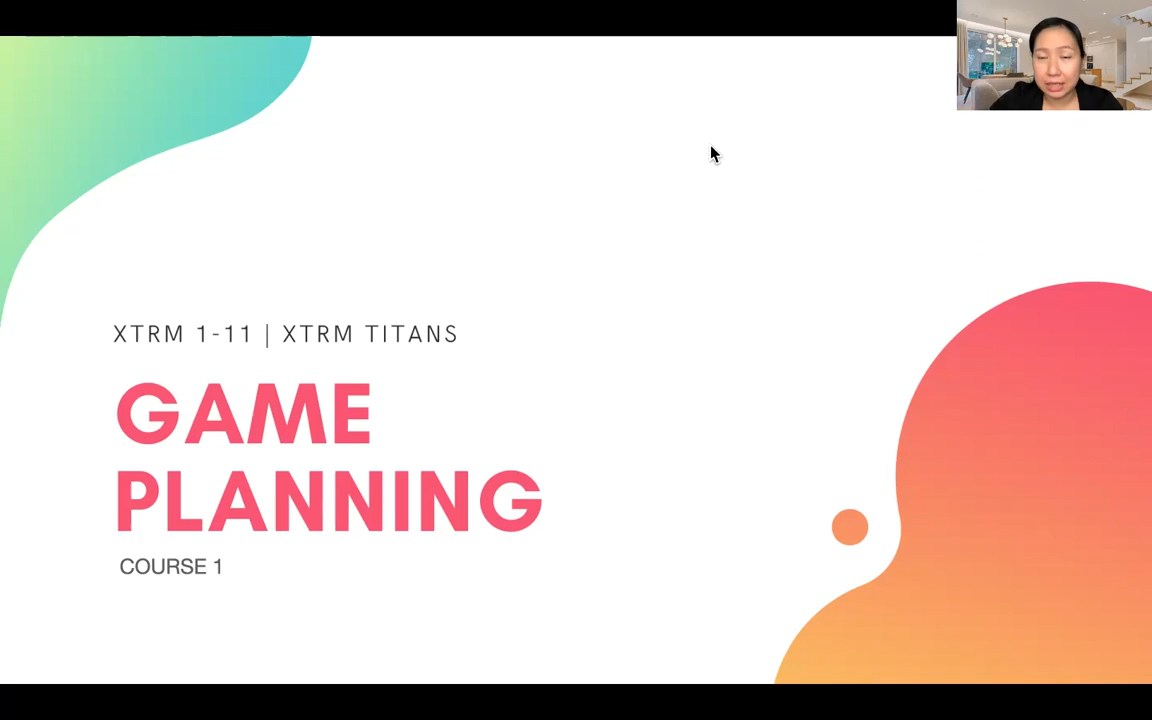 XTRM 1-11 | XTRM TITANS
GAME
PLANNING
COURSE 1